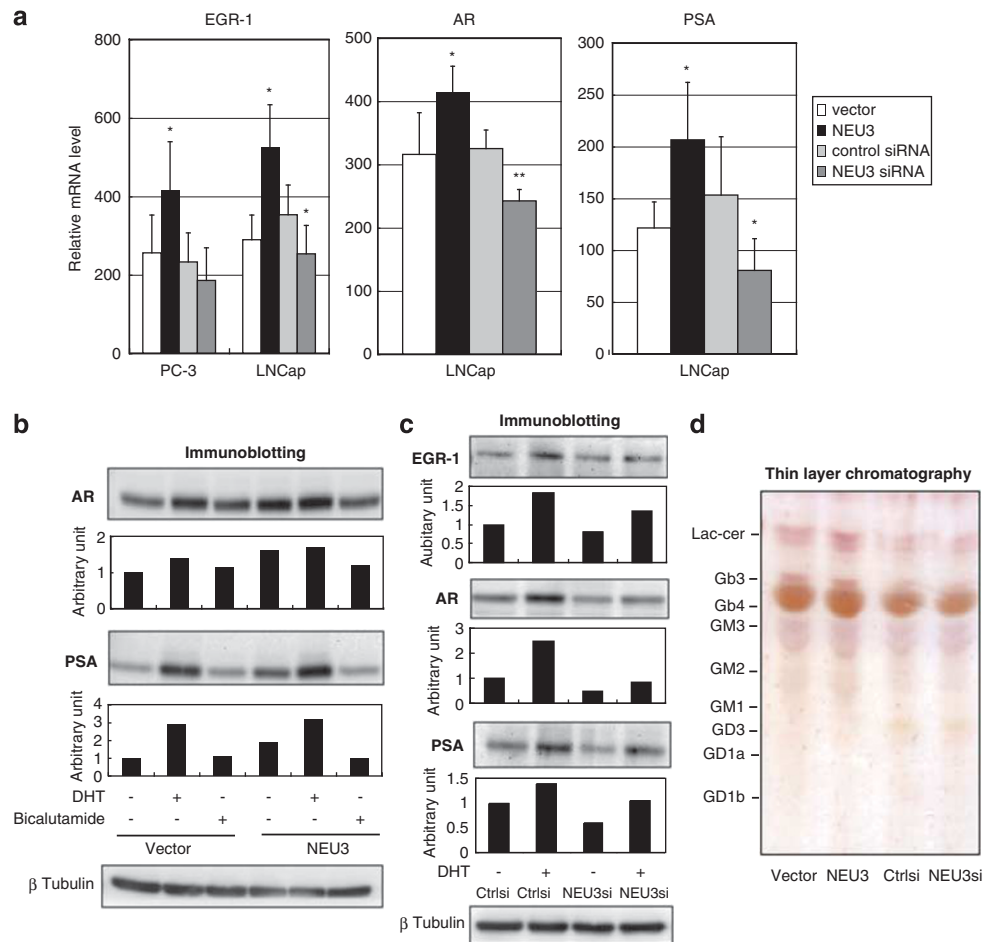 a
EGR-1
AR
PSA
Relative mRNA level
800
600
400
200
0
PC-3
LNCap
500
400
300
200
100
0
LNCap
300
250
200
150
100
50
0
LNCap
*
*
*
*
**
*
*
vector
NEU3
control siRNA
NEU3 siRNA
b
Immunoblotting
AR
Arbitrary unit
2
1
0
PSA
Arbitrary unit
4
3
2
1
0
DHT - + - - + -
Bicalutamide - - + - - +
Vector NEU3
β Tubulin
c
Immunoblotting
EGR-1
Aubitary unit
2
1.5
1
0.5
0
AR
Arbitrary unit
3
2
1
0
PSA
Arbitrary unit
1.5
1
0.5
0
DHT - + - +
Ctrlsi Ctrlsi NEU3si NEU3si
β Tubulin
d
Thin layer chromatography
Lac-cer
Gb3
Gb4
GM3
GM2
GM1
GD3
GD1a
GD1b
Vector NEU3 Ctrlsi NEU3si